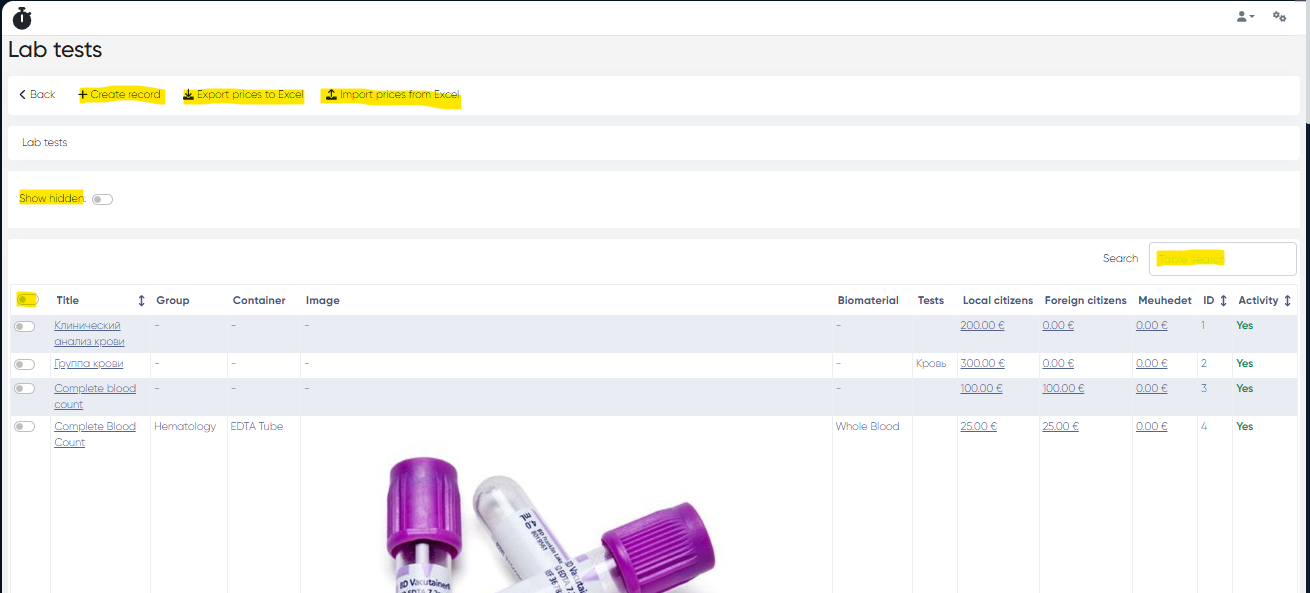 Lab tests
Back Create record Export prices to Excel Import prices from Excel
Lab tests
Show hidden:
Search Table search
Title Group Container Image Biomaterial Tests Local citizens Foreign citizens Meuhedet ID Activity
Клинический - - - - 200.00 € 0.00 € 0.00 € 1 Yes
анализ крови
Группа крови - - - - Кровь 300.00 € 0.00 € 0.00 € 2 Yes
Complete blood - - - - 100.00 € 100.00 € 0.00 € 3 Yes
count
Complete Blood Hematology EDTA Tube Whole Blood 25.00 € 25.00 € 0.00 € 4 Yes
Count
BD Vacutainer